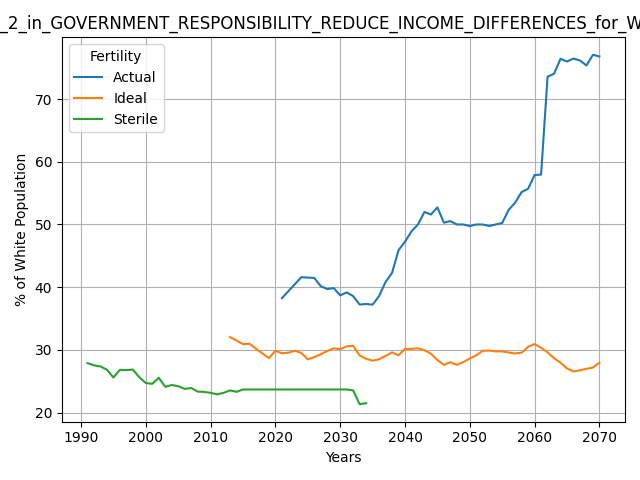 _2_in_GOVERNMENT_RESPONSIBILITY_REDUCE_INCOME_DIFFERENCES_for_W
Fertility
Actual
Ideal
Sterile
% of White Population
70
60
50
40
30
20
1990 2000 2010 2020 2030 2040 2050 2060 2070
Years